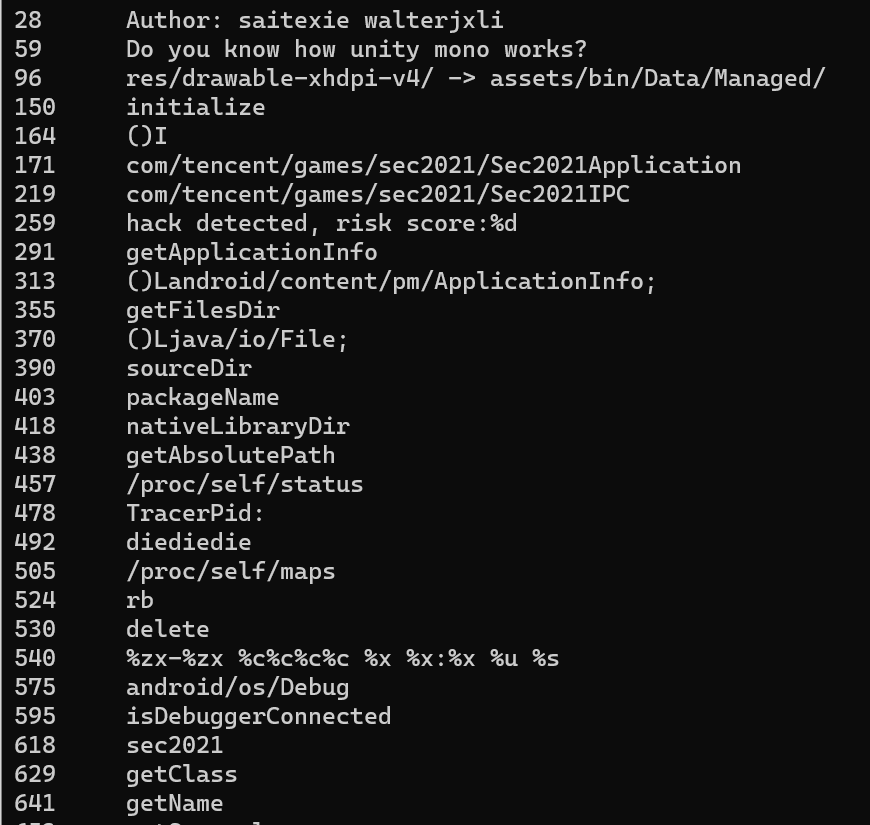 28 Author: saitexie walterjxli
59 Do you know how unity mono works?
96 res/drawable-xhdpi-v4/ -> assets/bin/Data/Managed/
150 initialize
164 ()I
171 com/tencent/games/sec2021/Sec2021Application
219 com/tencent/games/sec2021/Sec2021IPC
259 hack detected, risk score:%d
291 getApplicationInfo
313 ()Landroid/content/pm/ApplicationInfo;
355 getFilesDir
370 ()Ljava/io/File;
390 sourceDir
403 packageName
418 nativeLibraryDir
438 getAbsolutePath
457 /proc/self/status
478 TracerPid:
492 diediedie
505 /proc/self/maps
524 rb
530 delete
540 %zx-%zx %c%c%c%c %x %x:%x %u %s
575 android/os/Debug
595 isDebuggerConnected
618 sec2021
629 getClass
641 getName